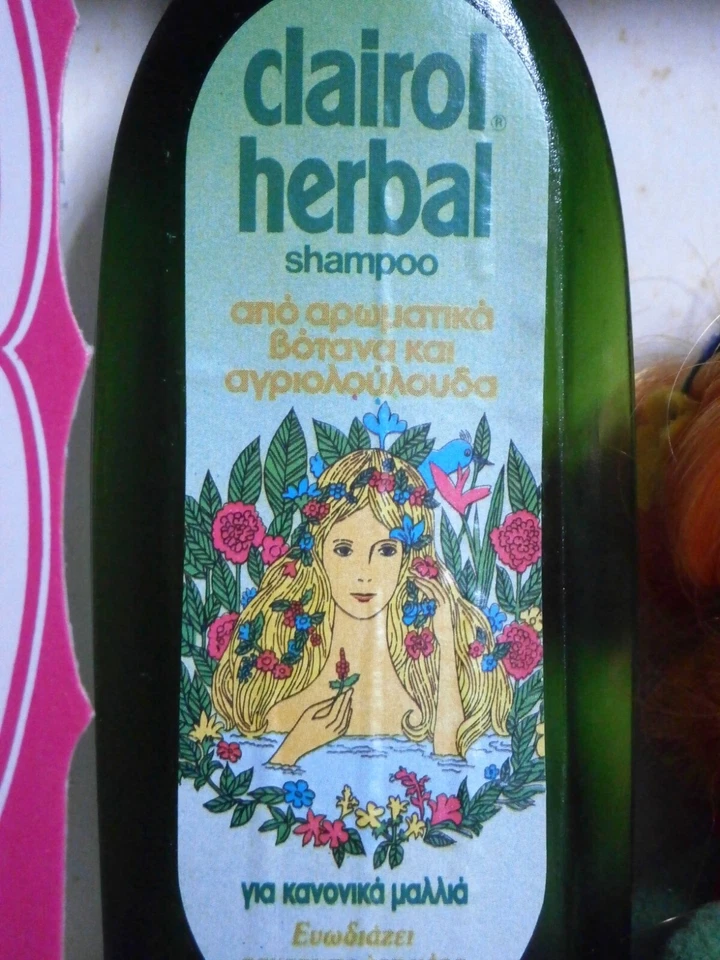 clairol®
herbal
shampoo
από αρωματικά
βότανα και
αγριολούλουδα
για κανονικά μαλλιά
Ευωδιάζει